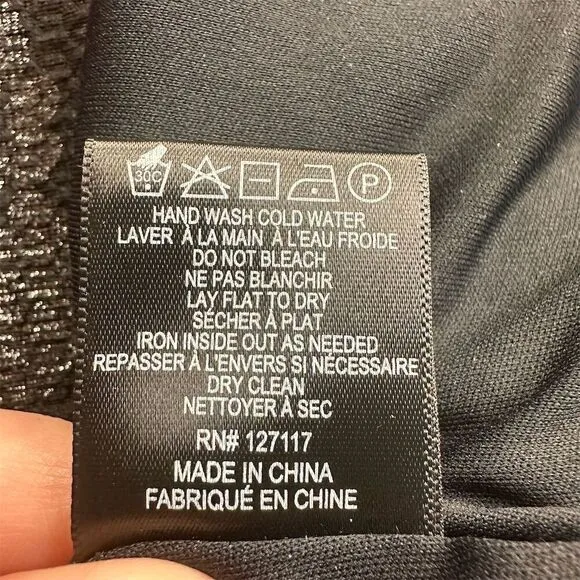 30C P
HAND WASH COLD WATER
LAVER À LA MAIN À L'EAU FROIDE
DO NOT BLEACH
NE PAS BLANCHIR
LAY FLAT TO DRY
SÉCHER À PLAT
IRON INSIDE OUT AS NEEDED
REPASSER À L'ENVERS SI NÉCESSAIRE
DRY CLEAN
NETTOYER À SEC
RN# 127117
MADE IN CHINA
FABRIQUÉ EN CHINE